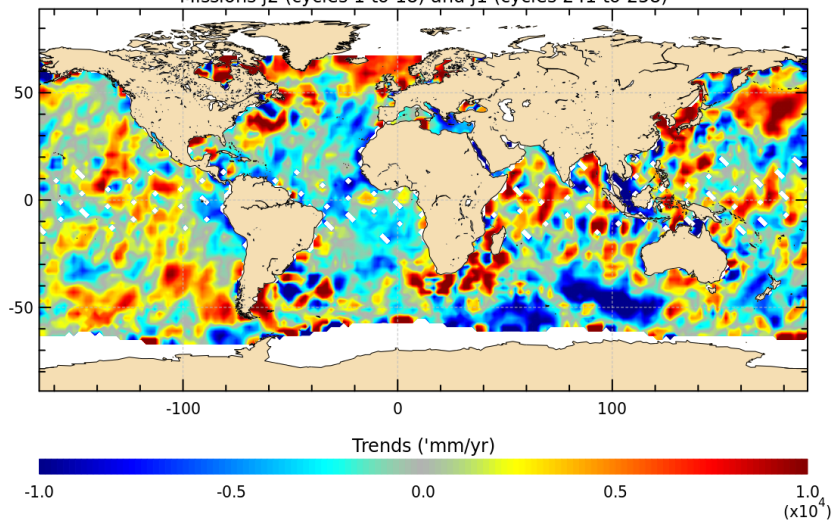 Missions j2 (cycles 1 to 18) and j1 (cycles 241 to 258)
50
0
-50
-100 0 100
Trends ('mm/yr)
-1.0 -0.5 0.0 0.5 1.0
(x10⁴)